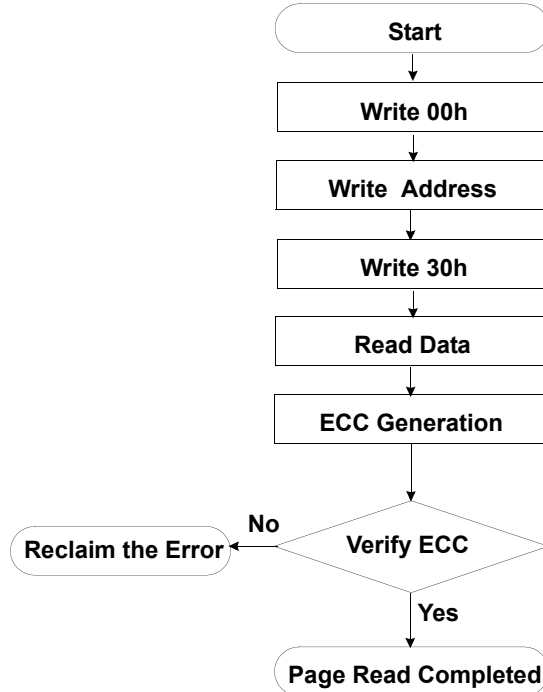 Start
Write 00h
Write Address
Write 30h
Read Data
ECC Generation
No
Reclaim the Error
Verify ECC
Yes
Page Read Completed